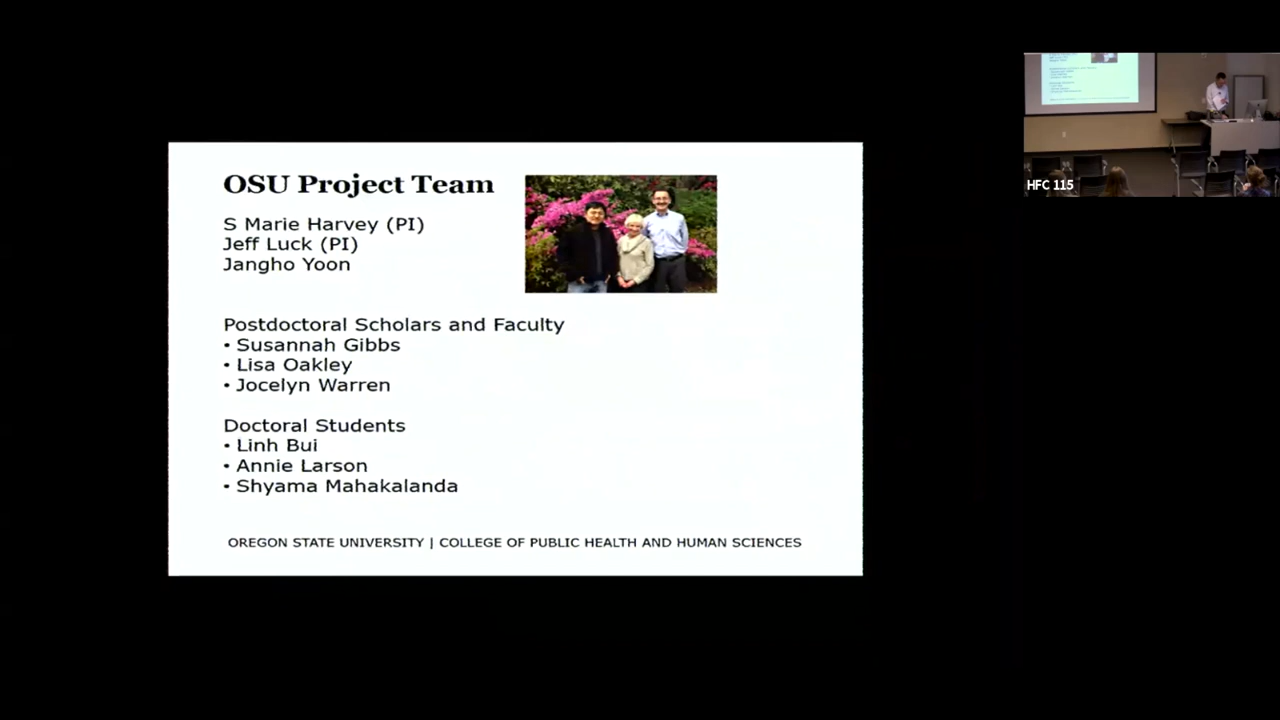 OSU Project Team
S Marie Harvey (PI)
Jeff Luck (PI)
Jangho Yoon
Postdoctoral Scholars and Faculty
• Susannah Gibbs
• Lisa Oakley
• Jocelyn Warren
Doctoral Students
• Linh Bui
• Annie Larson
• Shyama Mahakalanda
OREGON STATE UNIVERSITY | COLLEGE OF PUBLIC HEALTH AND HUMAN SCIENCES
HFC 115